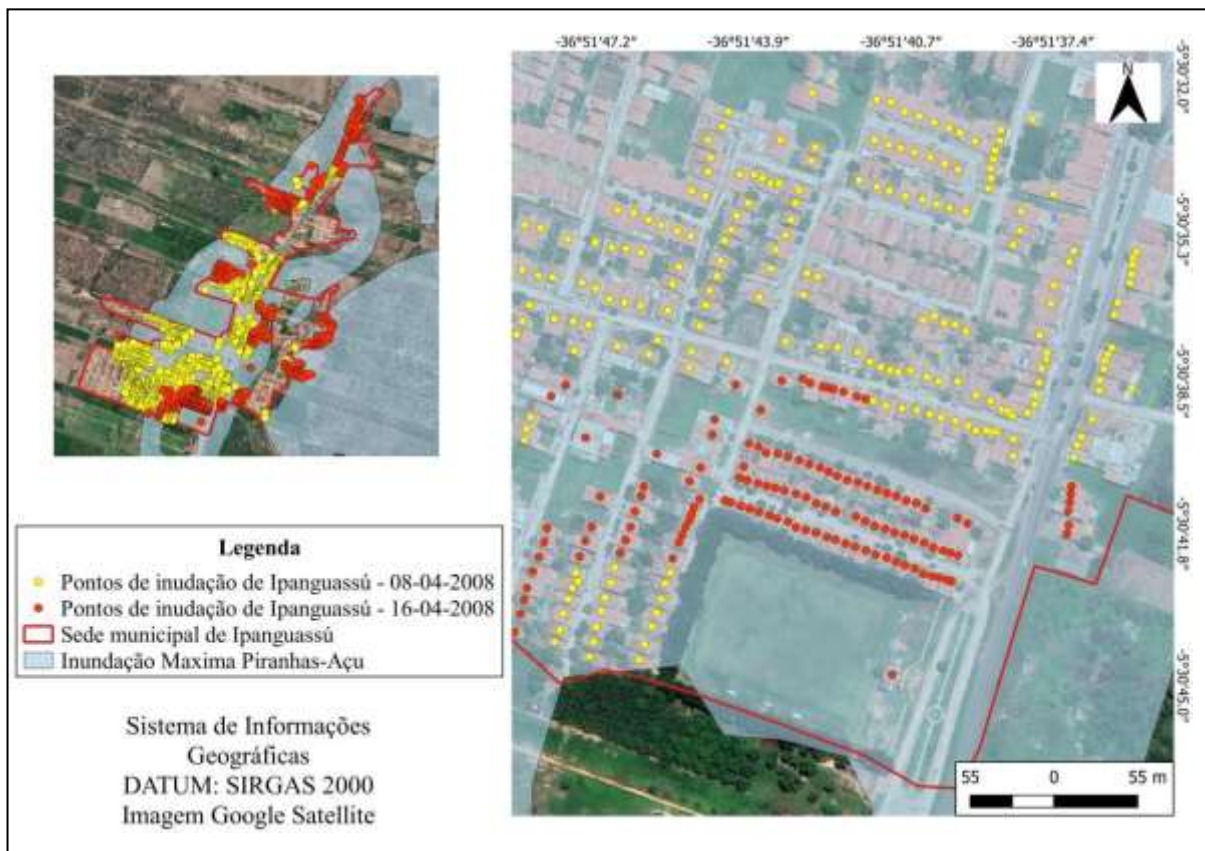 -36°51'47.2" -36°51'43.9" -36°51'40.7" -36°51'37.4"
-5°30'32.0"
-5°30'35.3"
-5°30'38.5"
-5°30'41.8"
-5°30'45.0"
N
Legenda
Pontos de inudação de Ipanguassú - 08-04-2008
Pontos de inudação de Ipanguassú - 16-04-2008
Sede municipal de Ipanguassú
Inundação Maxima Piranhas-Açu
Sistema de Informações
Geográficas
DATUM: SIRGAS 2000
Imagem Google Satellite
55 0 55 m